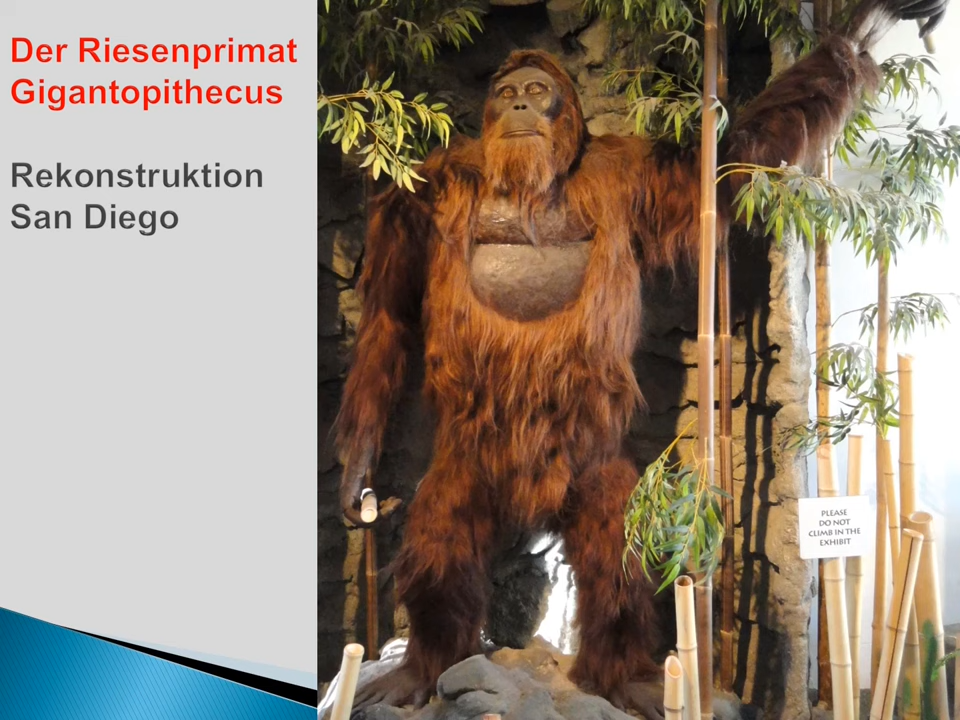 Der Riesenprimat
Gigantopithecus
Rekonstruktion
San Diego
PLEASE
DO NOT
CLIMB IN THE
EXHIBIT